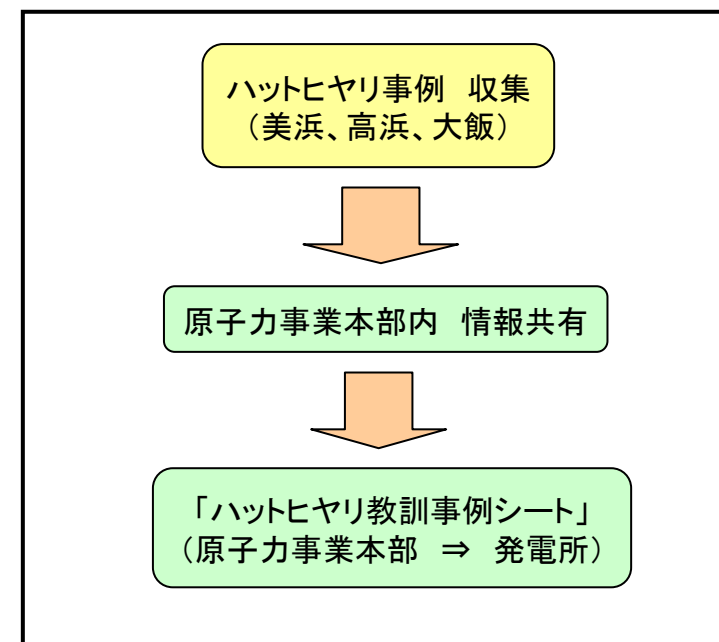 ハットヒヤリ事例　収集
（美浜、高浜、大飯）
原子力事業本部内　情報共有
「ハットヒヤリ教訓事例シート」
（原子力事業本部　⇒　発電所）